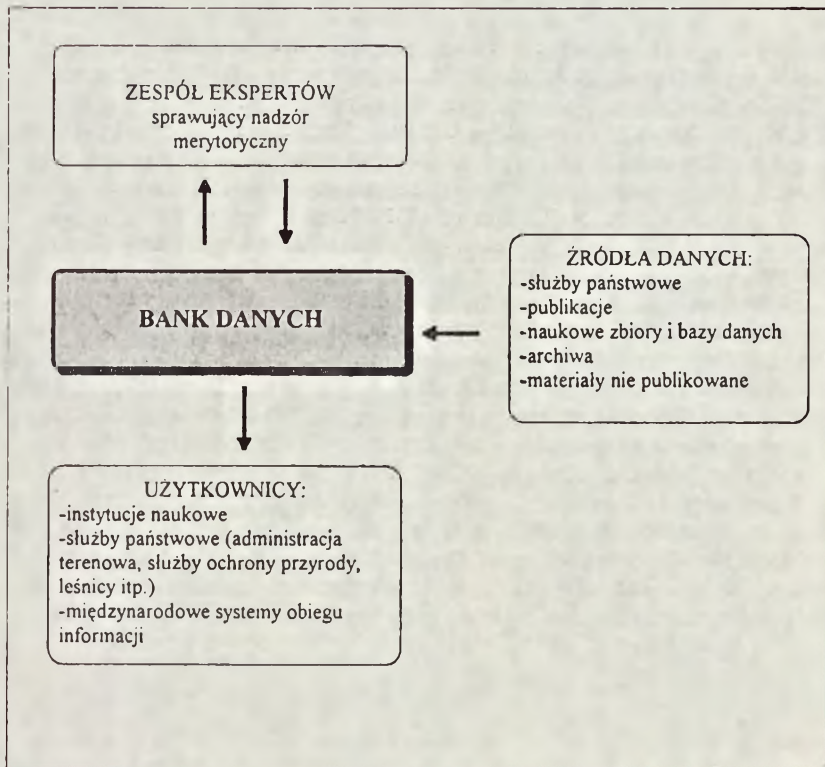 ZESPÓŁ EKSPERTÓW
sprawujący nadzór
merytoryczny
BANK DANYCH
ŹRÓDŁA DANYCH:
-służby państwowe
-publikacje
-naukowe zbiory i bazy danych
-archiwa
-materiały nie publikowane
UŻYTKOWNICY:
-instytucje naukowe
-służby państwowe (administracja
terenowa, służby ochrony przyrody,
leśnicy itp.)
-międzynarodowe systemy obiegu
informacji